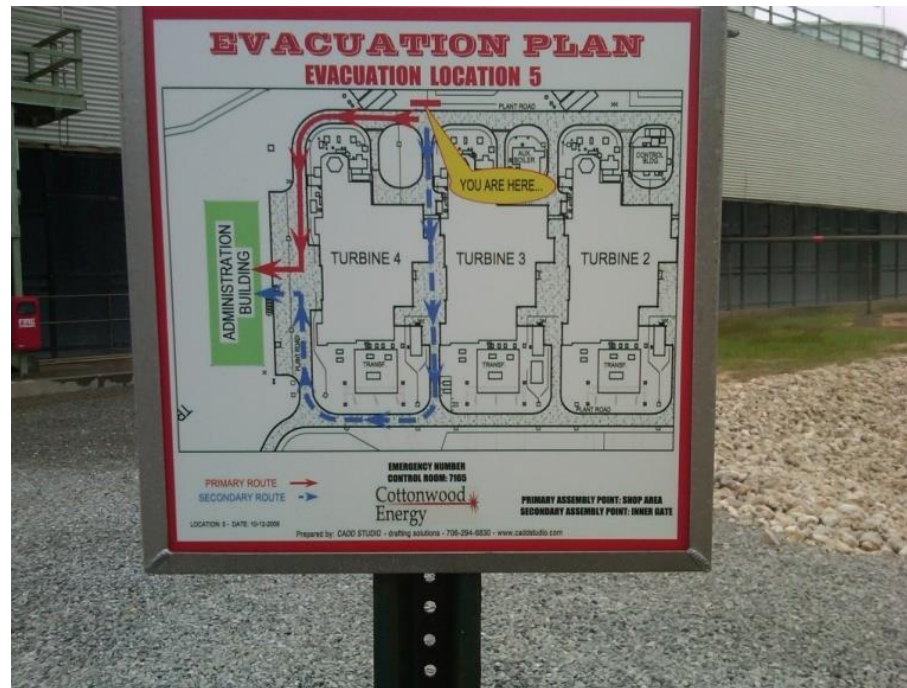 EVACUATION PLAN
EVACUATION LOCATION 5
PLANT ROAD
AUX
BOILER
CONTROL
BLDG
YOU ARE HERE...
ADMINISTRATION
BUILDING
TURBINE 4
TURBINE 3
TURBINE 2
PLANT ROAD
TRANSF.
TRANSF.
TRANSF.
PLANT ROAD
EMERGENCY NUMBER
CONTROL ROOM: 7165
PRIMARY ROUTE
SECONDARY ROUTE
Cottonwood
Energy
PRIMARY ASSEMBLY POINT: SHOP AREA
SECONDARY ASSEMBLY POINT: INNER GATE
LOCATION: 5 - DATE: 10-12-2009
Prepared by: CADD STUDIO - drafting solutions - 706-294-6830 - www.caddstudio.com